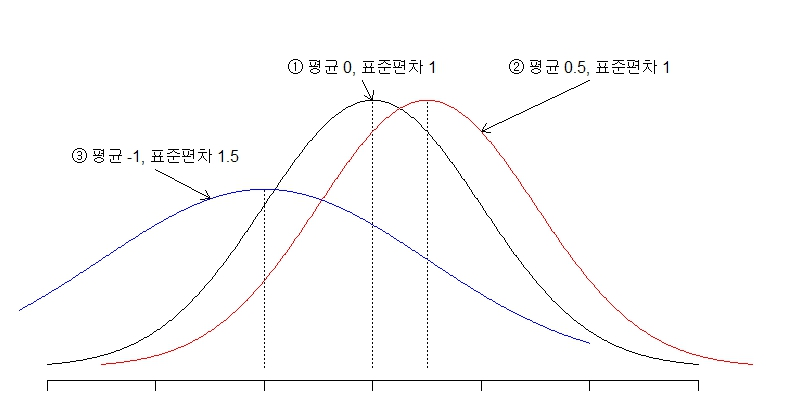 ① 평균 0, 표준편차 1
② 평균 0.5, 표준편차 1
③ 평균 -1, 표준편차 1.5